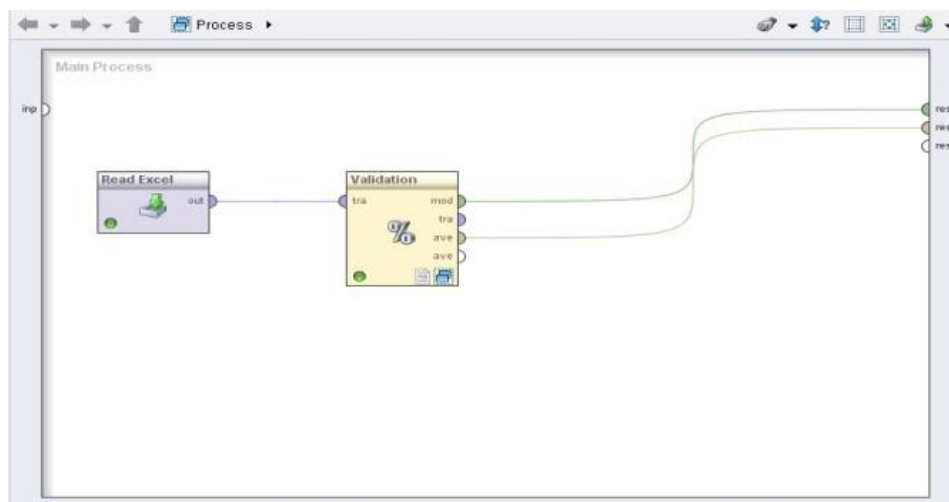 Process
Main Process
inp
res
res
res
Read Excel
out
Validation
tra
mod
tra
ave
ave
%
?